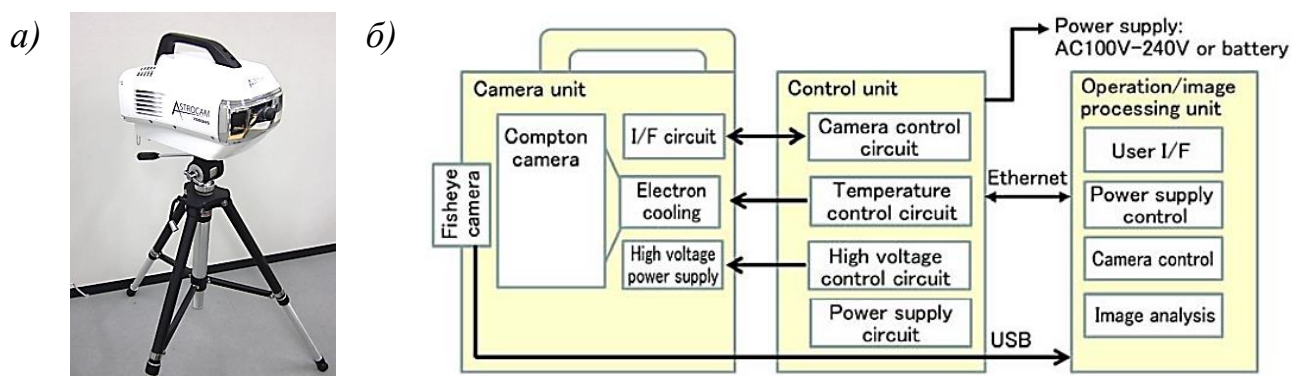 а)
ASTROCAM
б)
Power supply:
AC100V-240V or battery
Camera unit
Compton
camera
I/F circuit
Electron
cooling
High voltage
power supply
Fisheye
camera
Control unit
Camera control
circuit
Temperature
control circuit
High voltage
control circuit
Power supply
circuit
Ethernet
USB
Operation/image
processing unit
User I/F
Power supply
control
Camera control
Image analysis